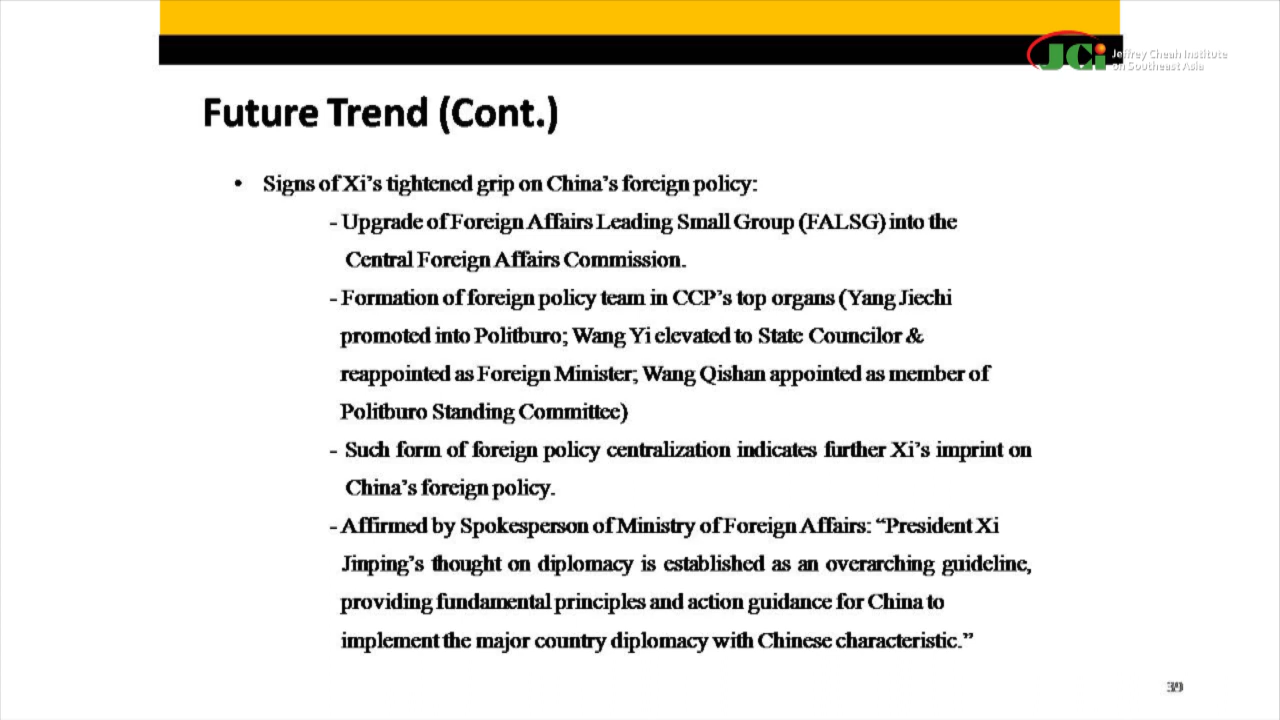 JCi Jeffrey Cheah Institute
on Southeast Asia
Future Trend (Cont.)
• Signs of Xi’s tightened grip on China’s foreign policy:
- Upgrade of Foreign Affairs Leading Small Group (FALSG) into the
Central Foreign Affairs Commission.
- Formation of foreign policy team in CCP’s top organs (Yang Jiechi
promoted into Politburo; Wang Yi elevated to State Councilor &
reappointed as Foreign Minister; Wang Qishan appointed as member of
Politburo Standing Committee)
- Such form of foreign policy centralization indicates further Xi’s imprint on
China’s foreign policy.
- Affirmed by Spokesperson of Ministry of Foreign Affairs: “President Xi
Jinping’s thought on diplomacy is established as an overarching guideline,
providing fundamental principles and action guidance for China to
implement the major country diplomacy with Chinese characteristic.”
39